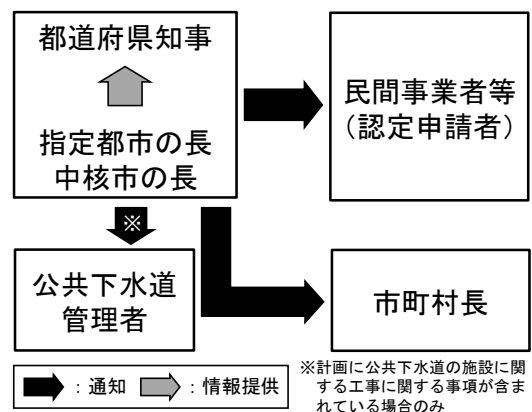 都道府県知事
指定都市の長
中核市の長
民間事業者等
（認定申請者）
※
公共下水道
管理者
市町村長
：通知
：情報提供
※計画に公共下水道の施設に関
する工事に関する事項が含ま
れている場合のみ